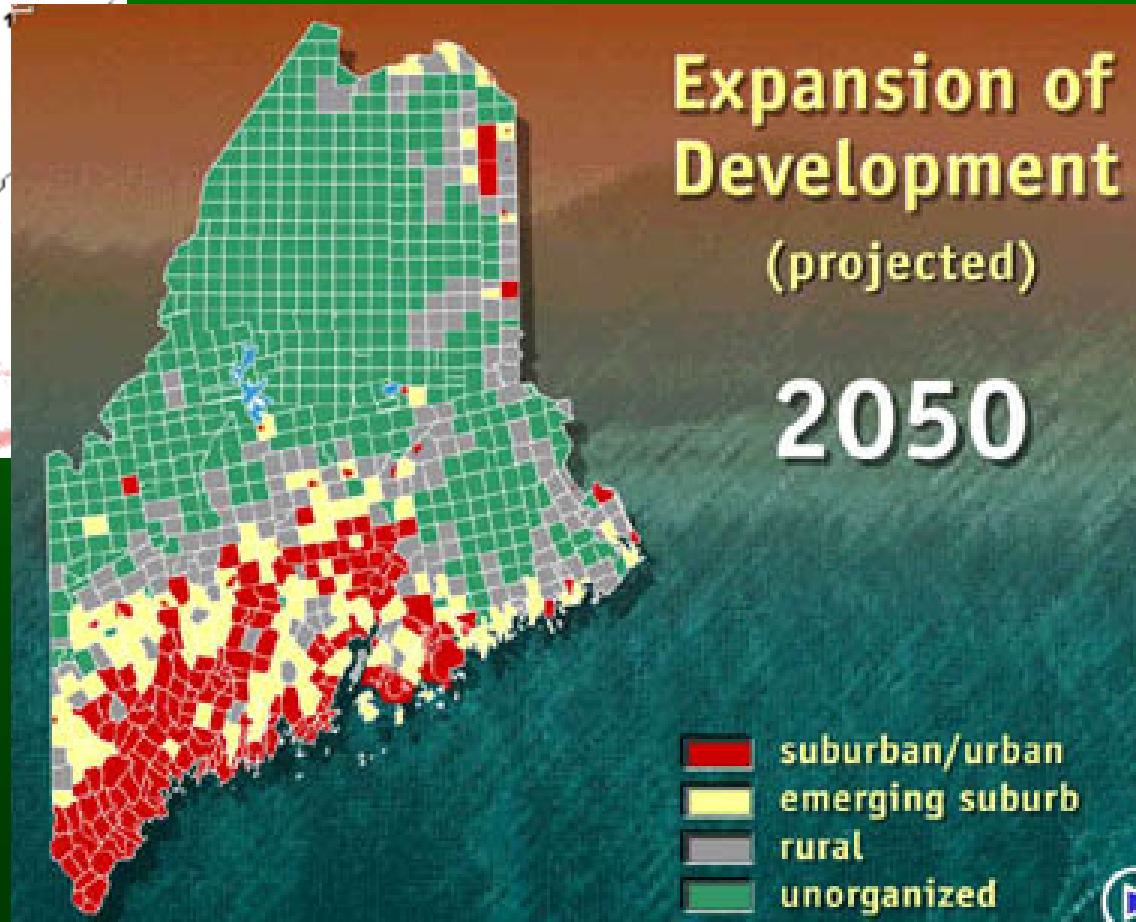 Expansion of
Development
(projected)
2050
suburban/urban
emerging suburb
rural
unorganized